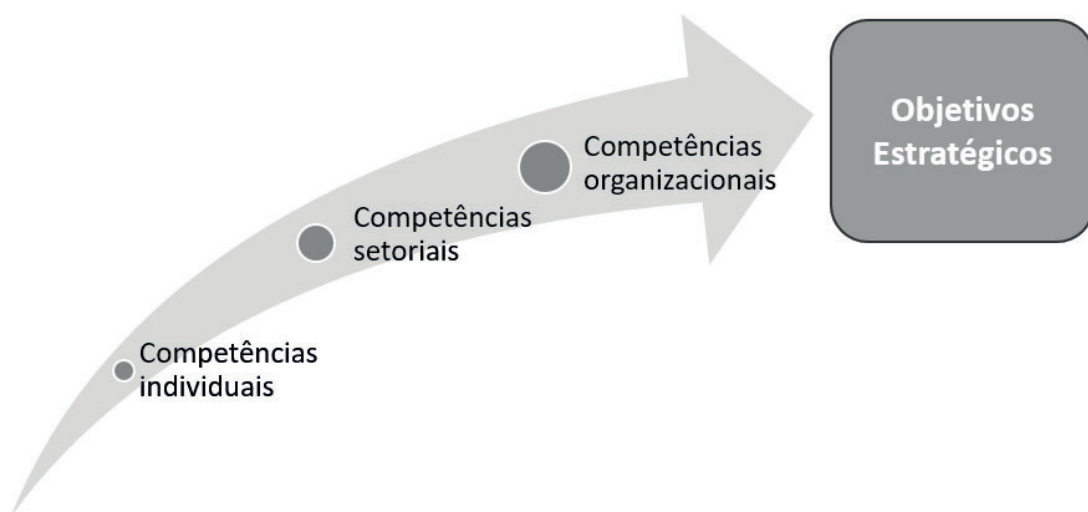 Objetivos
Estratégicos
Competências
organizacionais
Competências
setoriais
Competências
individuais